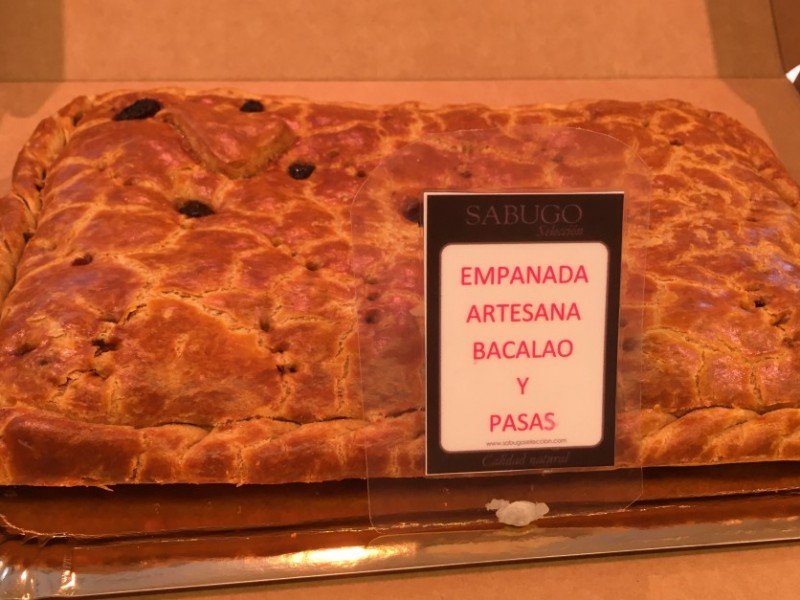 SABUGO
Selección
EMPANADA
ARTESANA
BACALAO
Y
PASAS
www.sabugoseleccion.com
Calidad natural